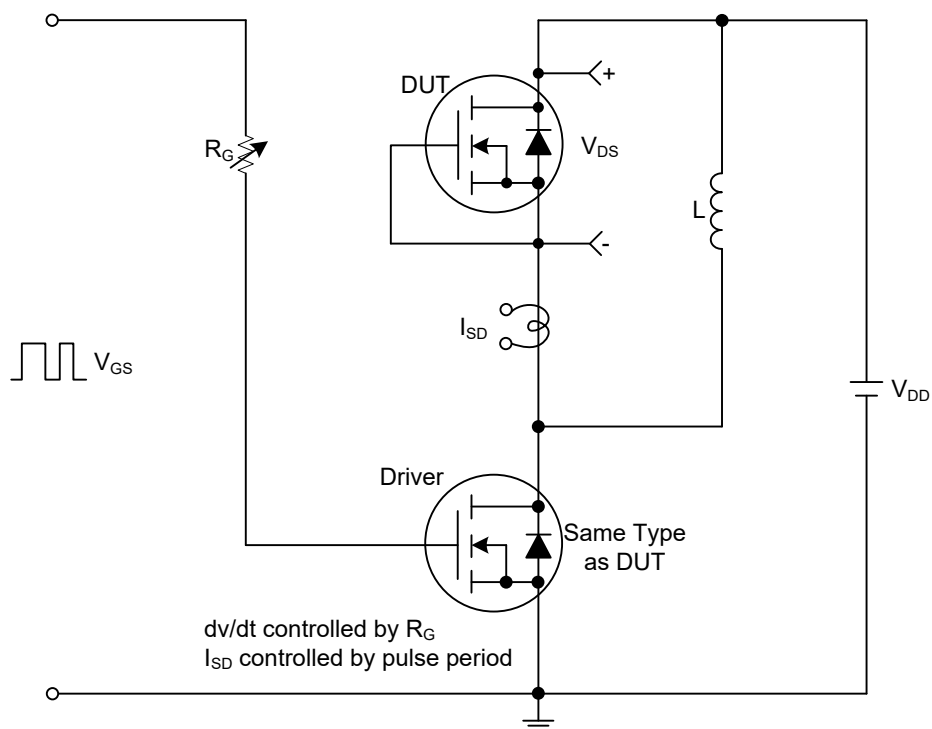 DUT
+
R_G
V_DS
L
-
I_SD
V_GS
V_DD
Driver
Same Type
as DUT
dv/dt controlled by R_G
I_SD controlled by pulse period